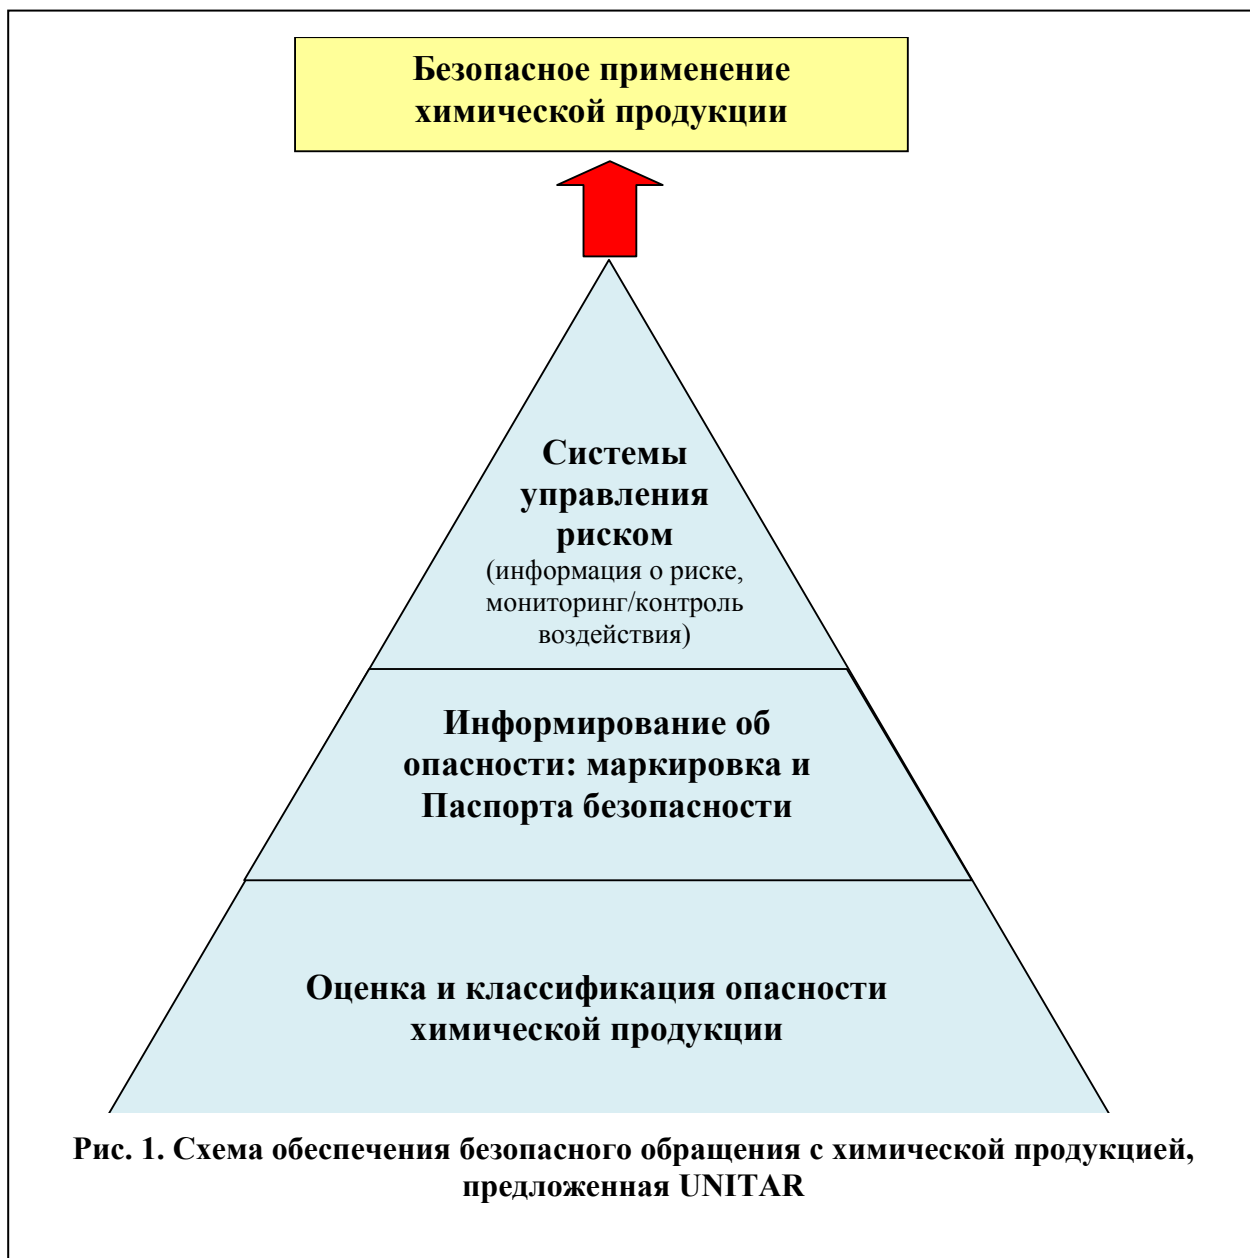 Безопасное применение
химической продукции
Системы
управления
риском
(информация о риске,
мониторинг/контроль
воздействия)
Информирование об
опасности: маркировка и
Паспорта безопасности
Оценка и классификация опасности
химической продукции
Рис. 1. Схема обеспечения безопасного обращения с химической продукцией,
предложенная UNITAR